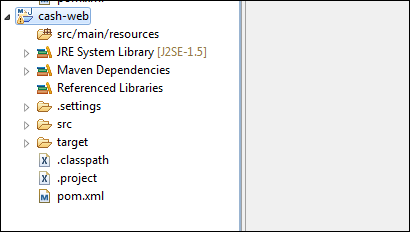 cash-web
src/main/resources
JRE System Library [J2SE-1.5]
Maven Dependencies
Referenced Libraries
.settings
src
target
.classpath
.project
pom.xml